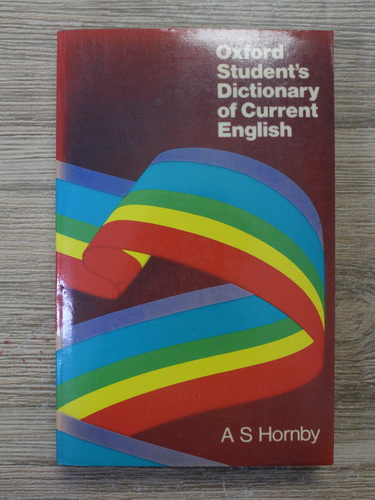 Oxford
Student's
Dictionary
of Current
English
A S Hornby